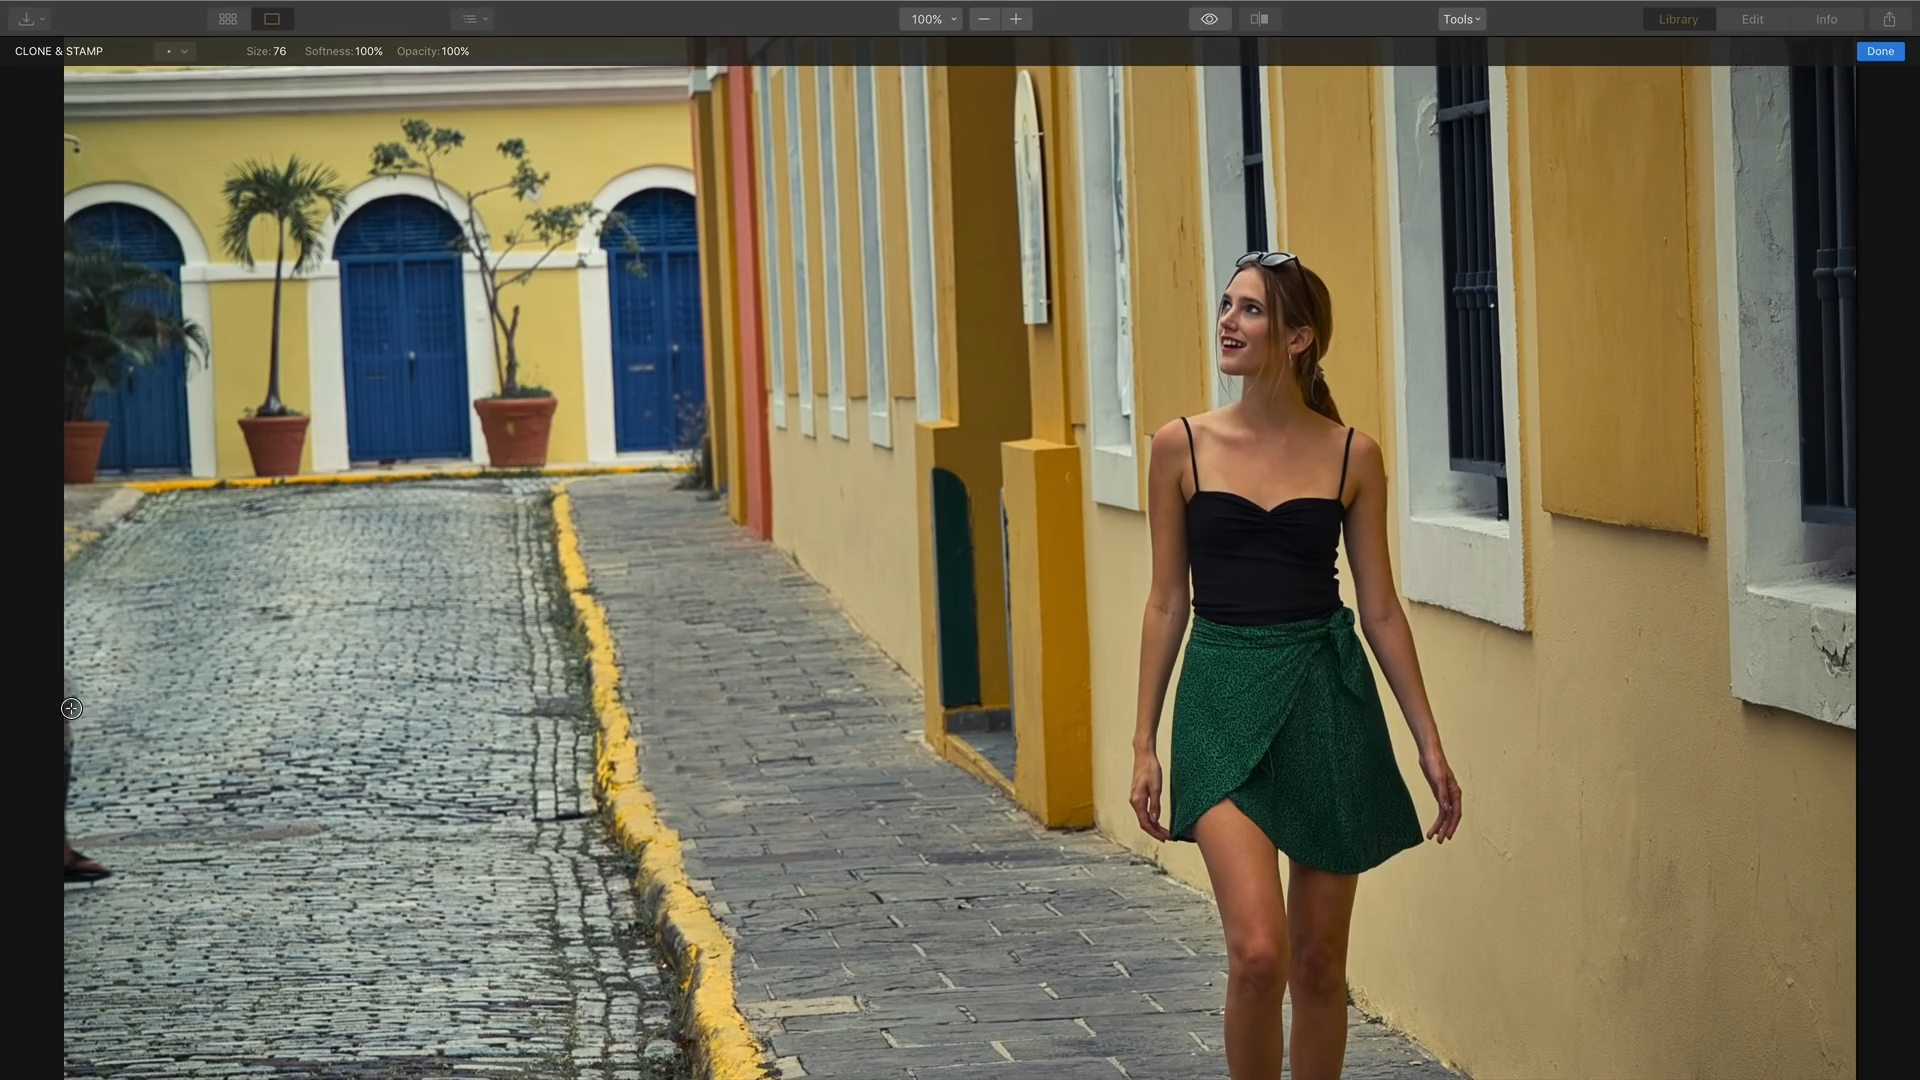 100%
Tools
Library
Edit
Info
CLONE & STAMP
Size: 76
Softness: 100%
Opacity: 100%
Done